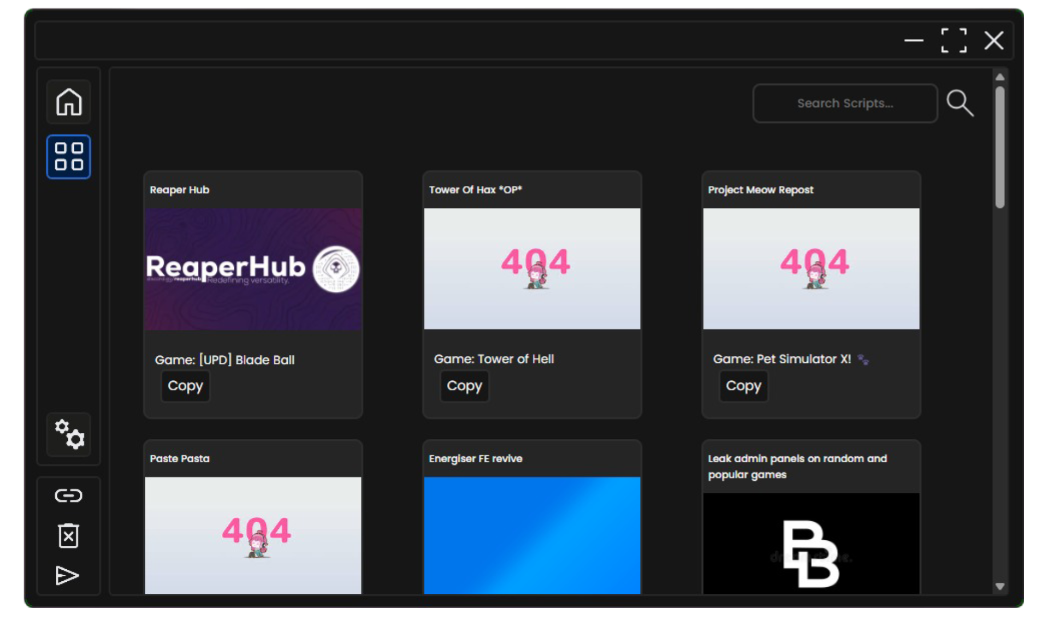 Search Scripts...
Reaper Hub
Tower Of Hax *OP*
Project Meow Repost
ReaperHub
Redefining versatility.
404
404
Game: [UPD] Blade Ball
Game: Tower of Hell
Game: Pet Simulator X! 🐾
Copy
Copy
Copy
Paste Pasta
Energiser FE revive
Leak admin panels on random and
popular games
404